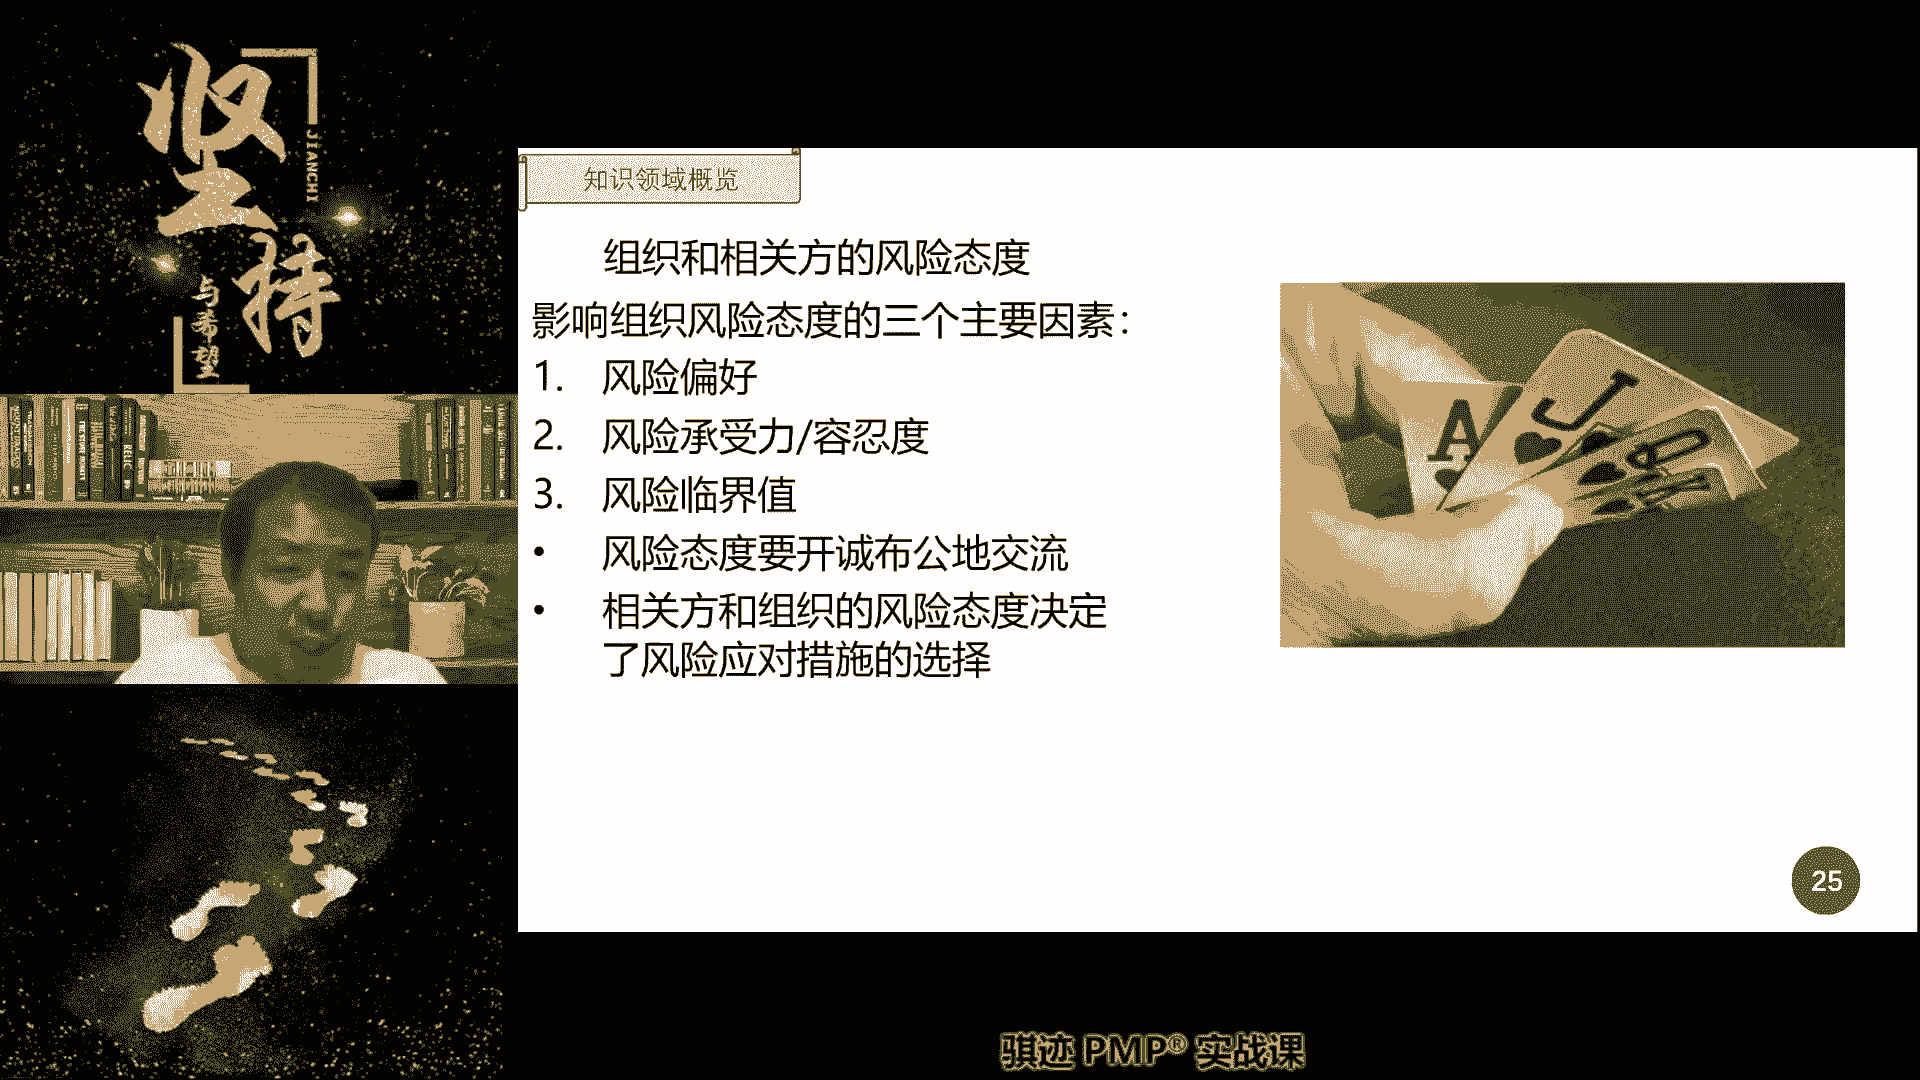 坚持
JIANCHI
与希望
知识领域概览
组织和相关方的风险态度
影响组织风险态度的三个主要因素：
1. 风险偏好
2. 风险承受力/容忍度
3. 风险临界值
• 风险态度要开诚布公地交流
• 相关方和组织的风险态度决定
了风险应对措施的选择
A
J
Q
25
骐迹 PMP® 实战课